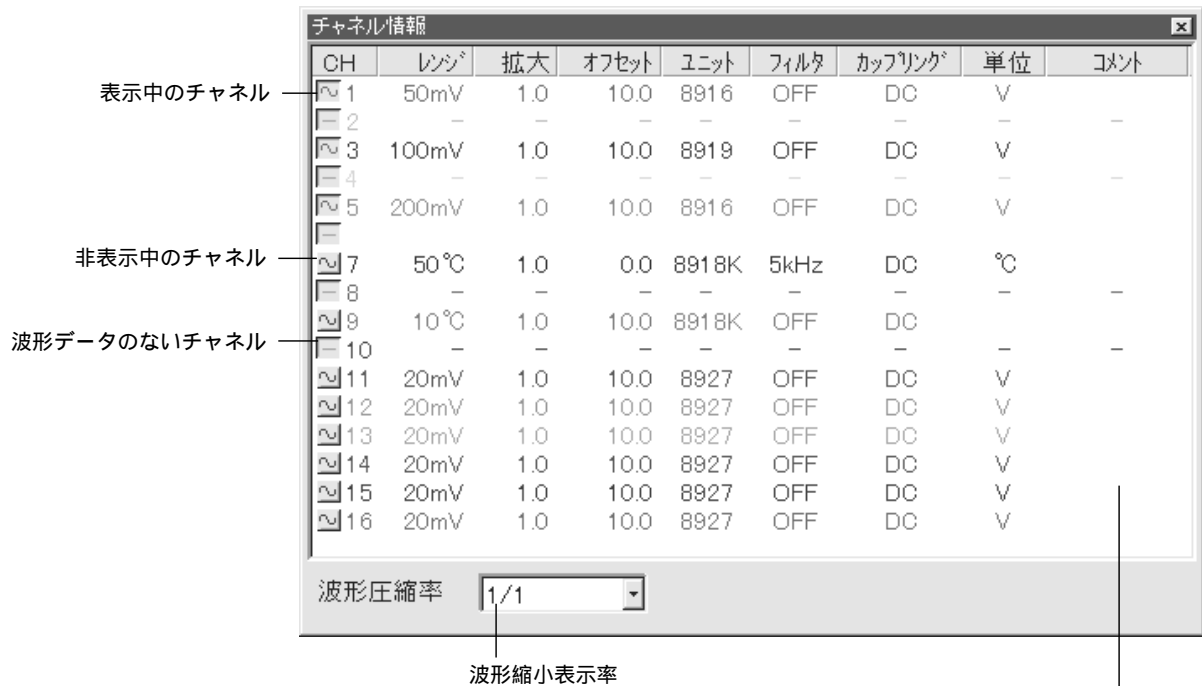 チャネル情報
CH レンジ 拡大 オフセット ユニット フィルタ カップリング 単位 コメント
表示中のチャネル
1 50mV 1.0 10.0 8916 OFF DC V
2 － － － － － － － －
3 100mV 1.0 10.0 8919 OFF DC V
4 － － － － － － － －
5 200mV 1.0 10.0 8916 OFF DC V
非表示中のチャネル
7 50℃ 1.0 0.0 8918K 5kHz DC ℃
8 － － － － － － － －
9 10℃ 1.0 10.0 8918K OFF DC
波形データのないチャネル
10 － － － － － － － －
11 20mV 1.0 10.0 8927 OFF DC V
12 20mV 1.0 10.0 8927 OFF DC V
13 20mV 1.0 10.0 8927 OFF DC V
14 20mV 1.0 10.0 8927 OFF DC V
15 20mV 1.0 10.0 8927 OFF DC V
16 20mV 1.0 10.0 8927 OFF DC V
波形圧縮率 1/1
波形縮小表示率